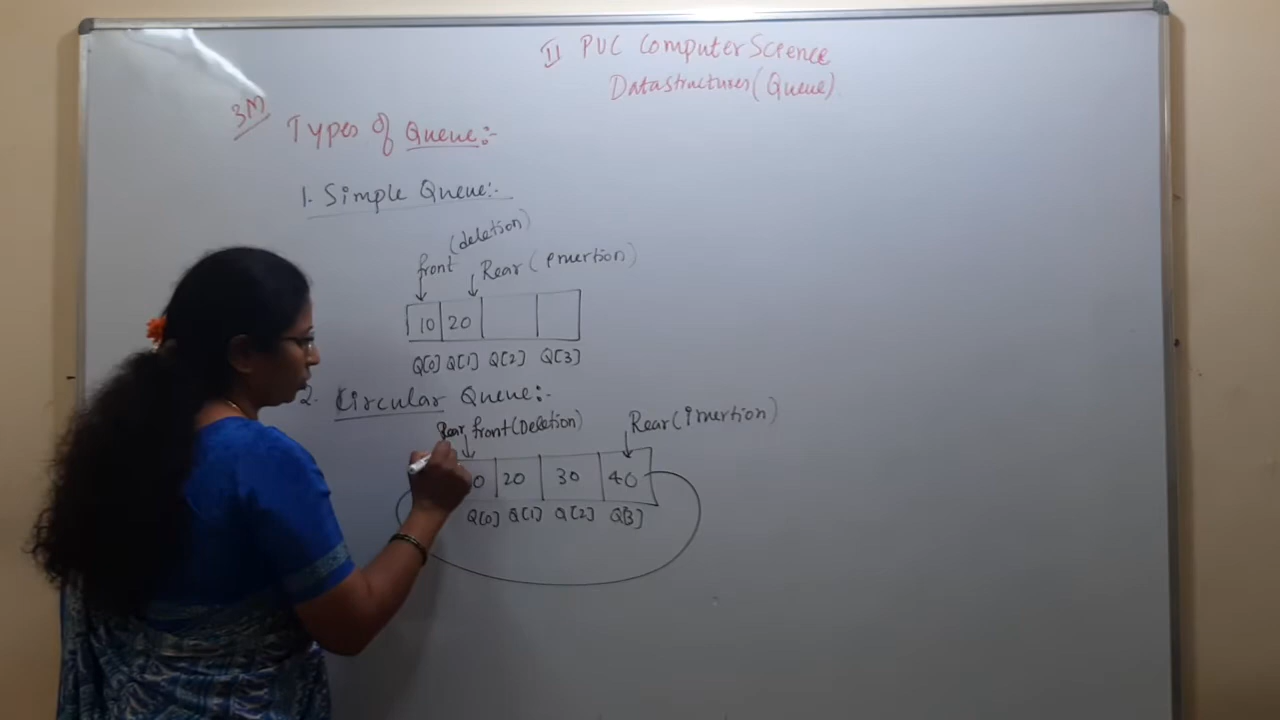 II PUC Computer Science
Datastructures (Queue)
3M
Types of Queue:-
1. Simple Queue:-
(deletion)
front
Rear (insertion)
10 20
Q[0] Q[1] Q[2] Q[3]
2. Circular Queue:-
Rear front (Deletion) Rear (insertion)
0 20 30 40
Q[0] Q[1] Q[2] Q[3]